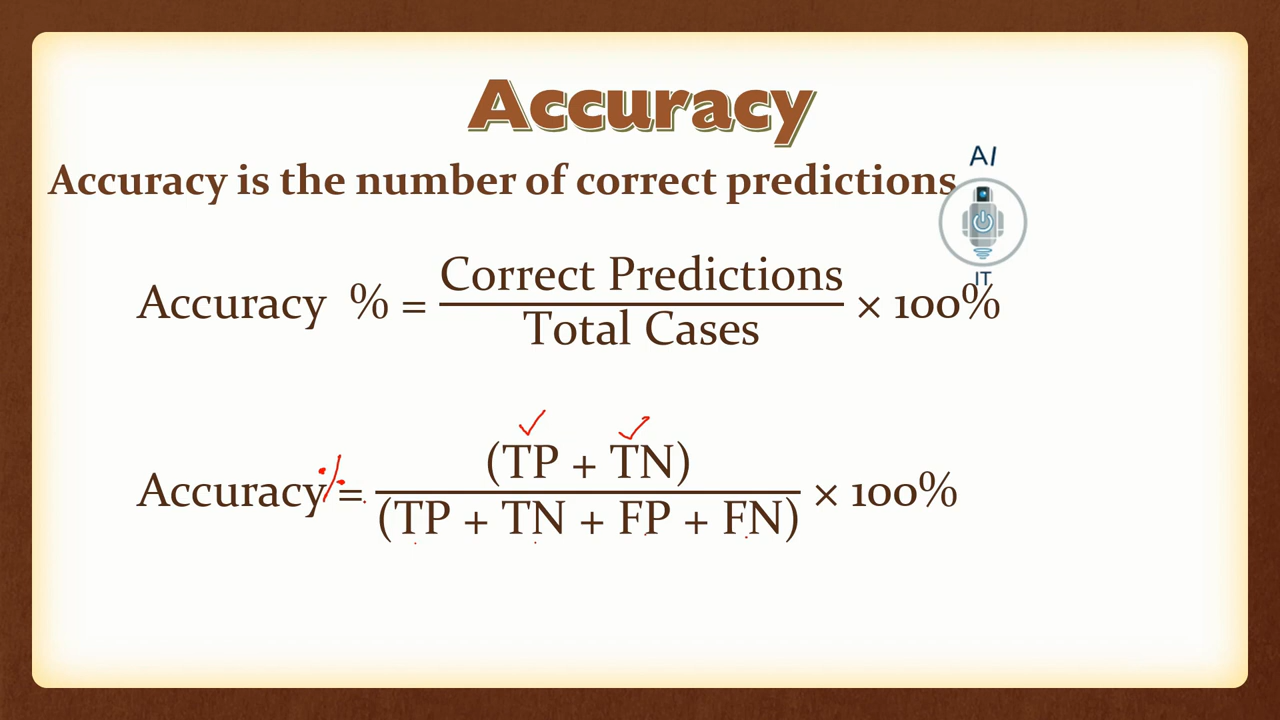 Accuracy
Accuracy is the number of correct predictions
AI
IT
Accuracy % = Correct Predictions / Total Cases × 100%
Accuracy % = (TP + TN) / (TP + TN + FP + FN) × 100%